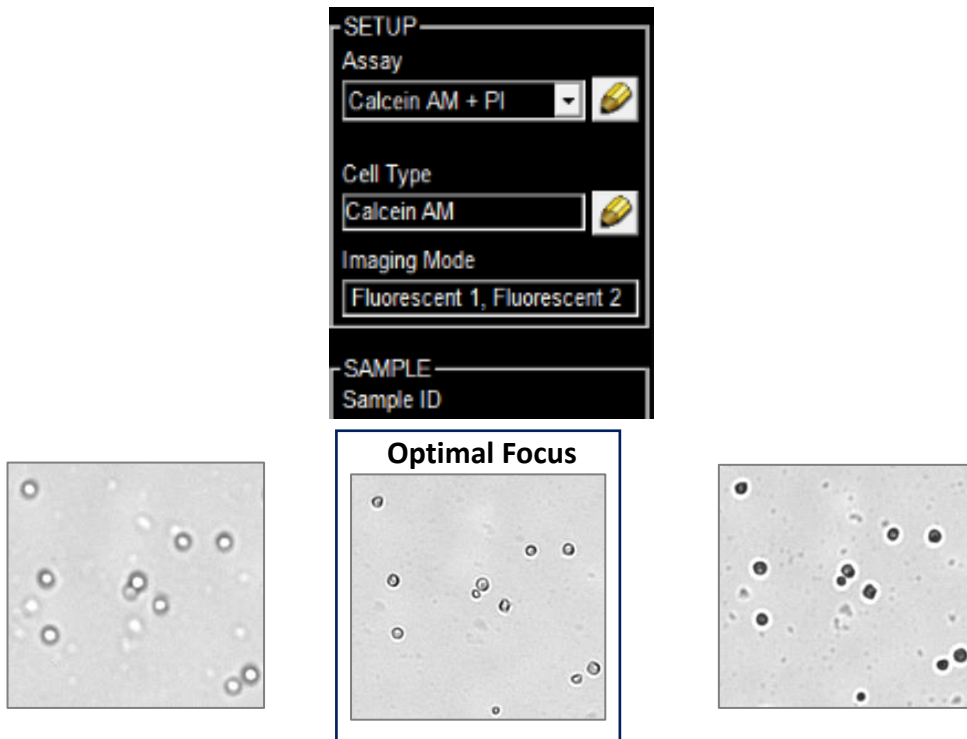 SETUP
Assay
Calcein AM + PI
Cell Type
Calcein AM
Imaging Mode
Fluorescent 1, Fluorescent 2
SAMPLE
Sample ID
Optimal Focus